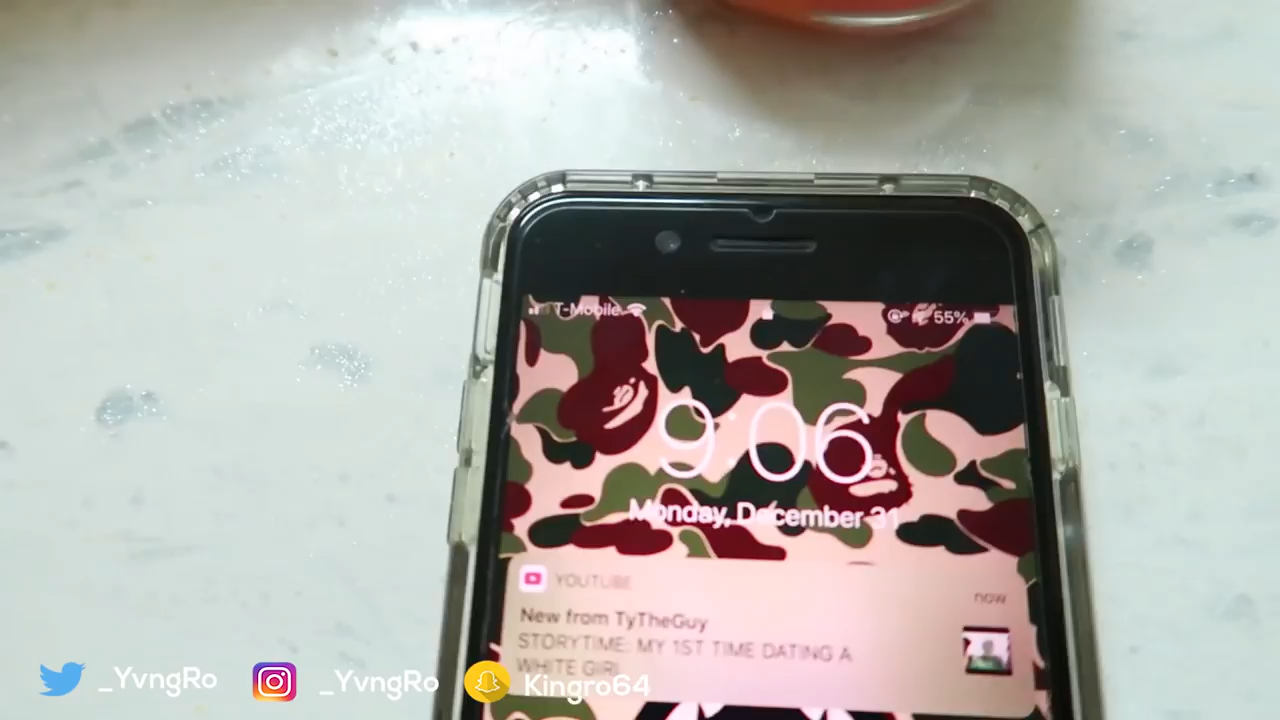 T-Mobile
55%
9:06
Monday, December 31
YOUTUBE
now
New from TyTheGuy
STORYTIME: MY 1ST TIME DATING A
WHITE GIRL
_YvngRo
_YvngRo
Kingro64